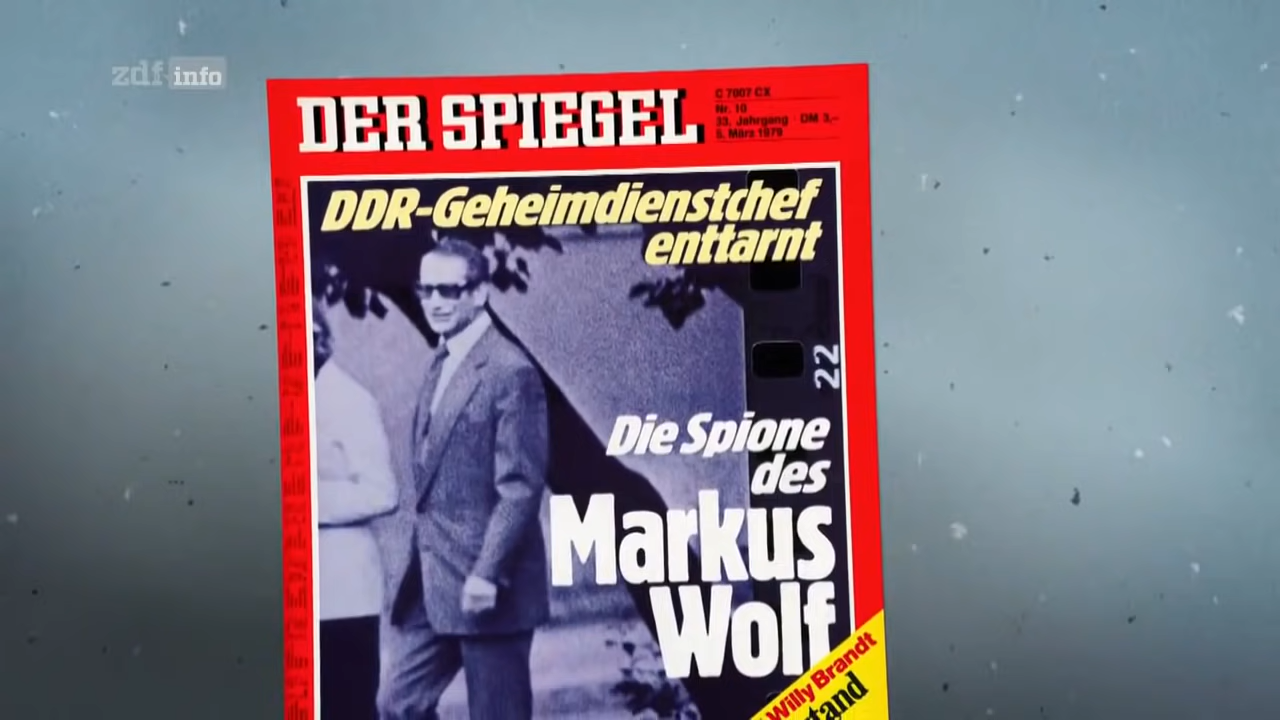 zdf info
DER SPIEGEL
C 7007 CX
Nr. 10
33. Jahrgang · DM 3,–
5. März 1979
DDR-Geheimdienstchef
enttarnt
22
Die Spione
des
Markus
Wolf
Willy Brandt